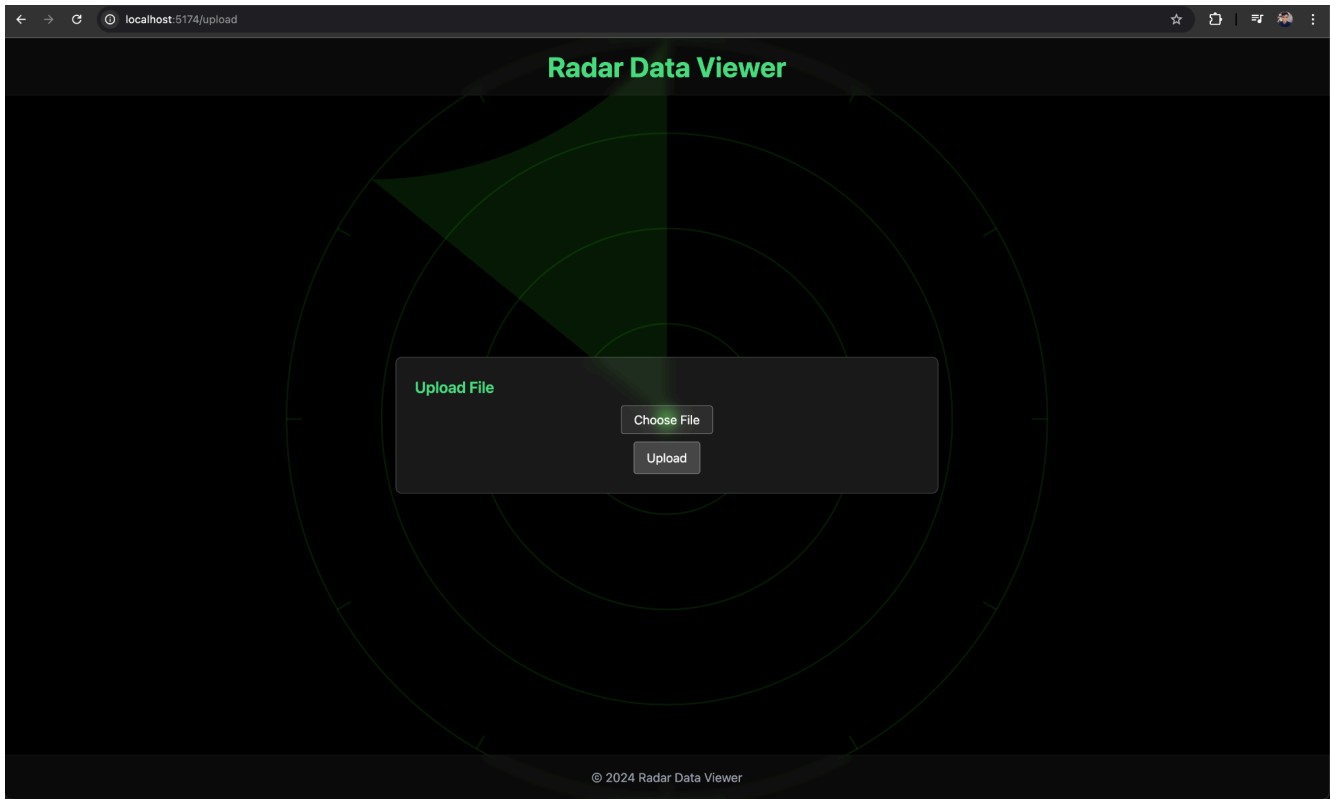 localhost:5174/upload
Radar Data Viewer
Upload File
Choose File
Upload
© 2024 Radar Data Viewer